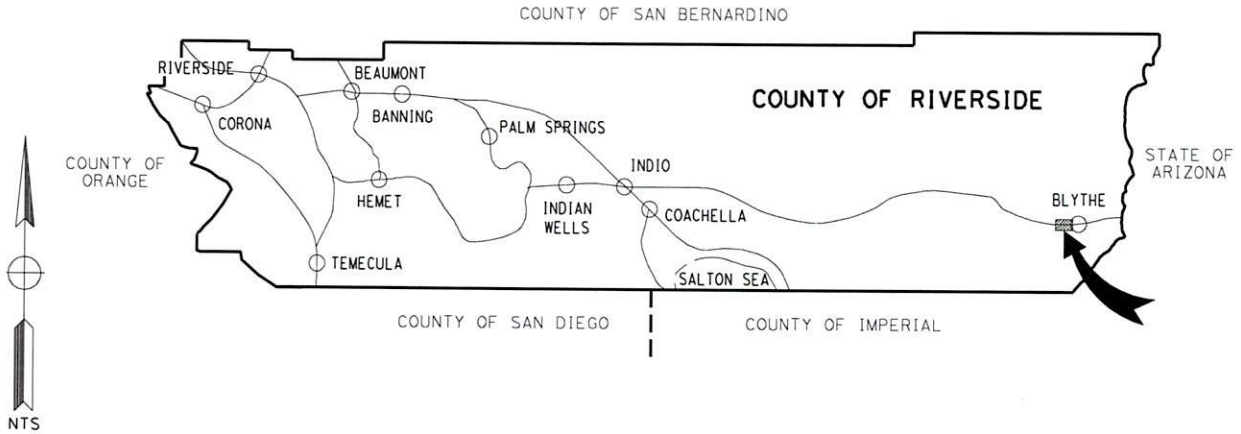 COUNTY OF SAN BERNARDINO
RIVERSIDE
BEAUMONT
COUNTY OF RIVERSIDE
BANNING
CORONA
PALM SPRINGS
COUNTY OF
ORANGE
STATE OF
ARIZONA
INDIO
HEMET
INDIAN
WELLS
COACHELLA
BLYTHE
TEMECULA
SALTON SEA
COUNTY OF SAN DIEGO
COUNTY OF IMPERIAL
NTS